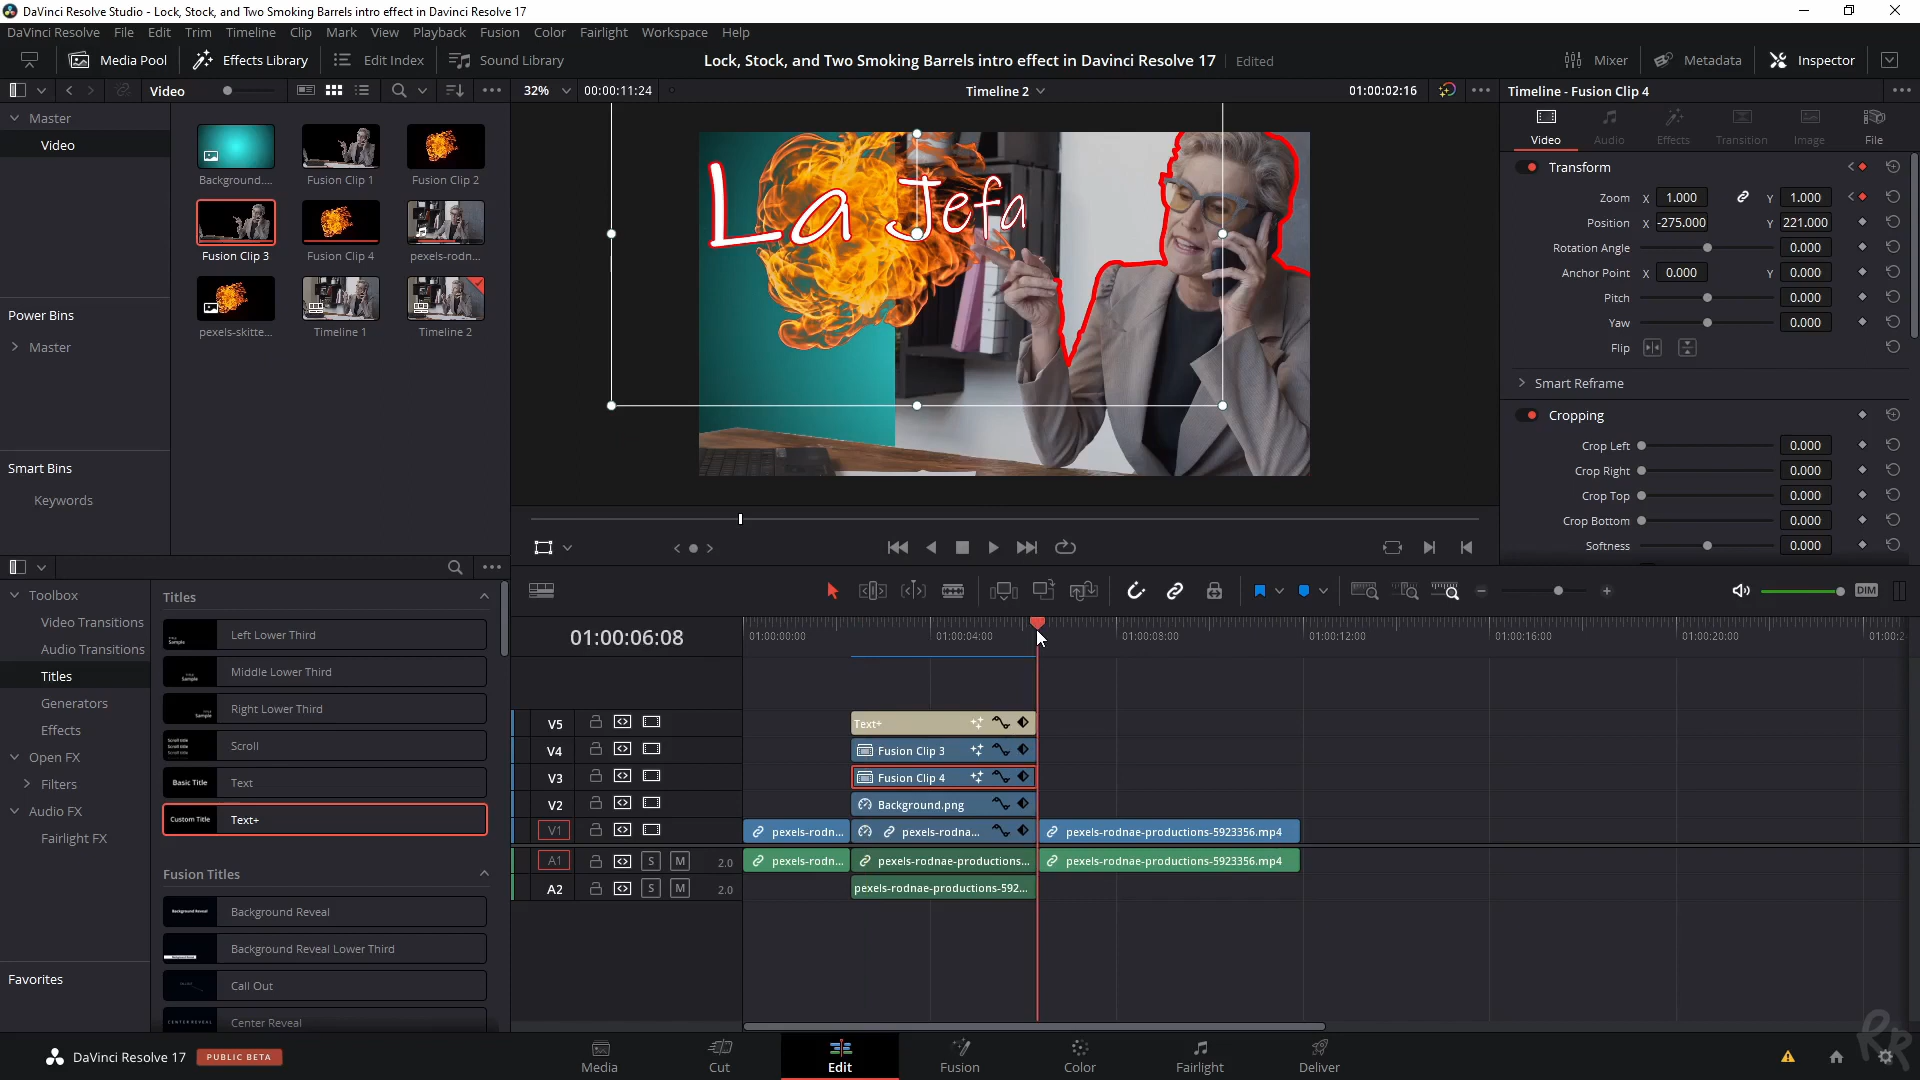 DaVinci Resolve Studio - Lock, Stock, and Two Smoking Barrels intro effect in Davinci Resolve 17
DaVinci Resolve File Edit Trim Timeline Clip Mark View Playback Fusion Color Fairlight Workspace Help
Media Pool Effects Library Edit Index Sound Library Lock, Stock, and Two Smoking Barrels intro effect in Davinci Resolve 17 Edited Mixer Metadata Inspector
Video 32% 00:00:11:24 Timeline 2 01:00:02:16 Timeline - Fusion Clip 4
Master
Video
Power Bins
Master
Smart Bins
Keywords
Background.... Fusion Clip 1 Fusion Clip 2
Fusion Clip 3 Fusion Clip 4 pexels-rodn...
pexels-skitte... Timeline 1 Timeline 2
La Jefa
Video Audio Effects Transition Image File
Transform
Zoom X 1.000 Y 1.000
Position X -275.000 Y 221.000
Rotation Angle 0.000
Anchor Point X 0.000 Y 0.000
Pitch 0.000
Yaw 0.000
Flip
Smart Reframe
Cropping
Crop Left 0.000
Crop Right 0.000
Crop Top 0.000
Crop Bottom 0.000
Softness 0.000
Toolbox
Video Transitions
Audio Transitions
Titles
Generators
Effects
Open FX
Filters
Audio FX
Fairlight FX
Favorites
Titles
Sample Left Lower Third
Sample Middle Lower Third
Sample Right Lower Third
Scroll
Basic Title Text
Custom Title Text+
Fusion Titles
Background Reveal Background Reveal
Background Reveal Lower Third
Call Out
CENTER REVEAL Center Reveal
DIM
01:00:06:08 01:00:00:00 01:00:04:00 01:00:08:00 01:00:12:00 01:00:16:00 01:00:20:00 01:00:2
V5 Text+
V4 Fusion Clip 3
V3 Fusion Clip 4
V2 Background.png
V1 pexels-rodn... pexels-rodna... pexels-rodnae-productions-5923356.mp4
A1 S M 2.0 pexels-rodn... pexels-rodnae-productions... pexels-rodnae-productions-5923356.mp4
A2 S M 2.0 pexels-rodnae-productions-592...
DaVinci Resolve 17 PUBLIC BETA Media Cut Edit Fusion Color Fairlight Deliver
RR